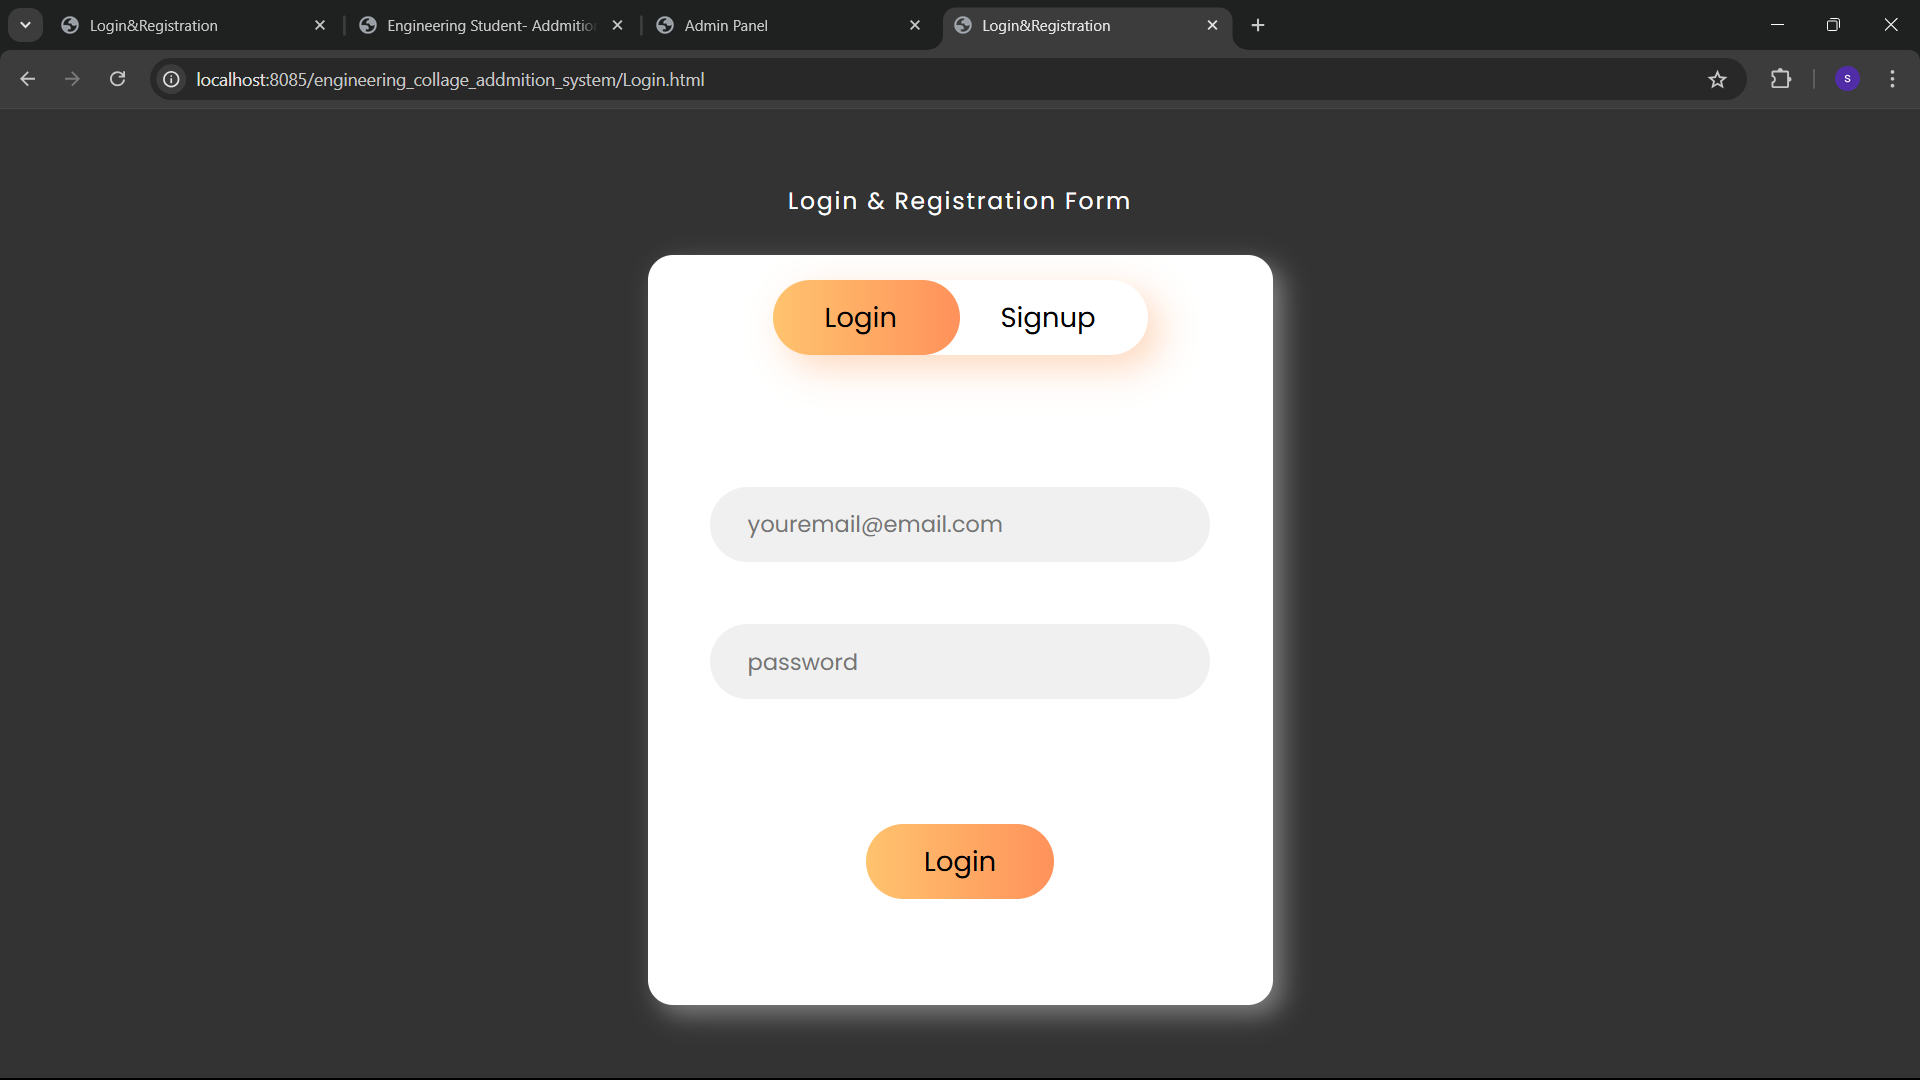 Login&Registration
Engineering Student- Addmitio
Admin Panel
Login&Registration
localhost:8085/engineering_collage_addmition_system/Login.html
S
Login & Registration Form
Login
Signup
youremail@email.com
password
Login